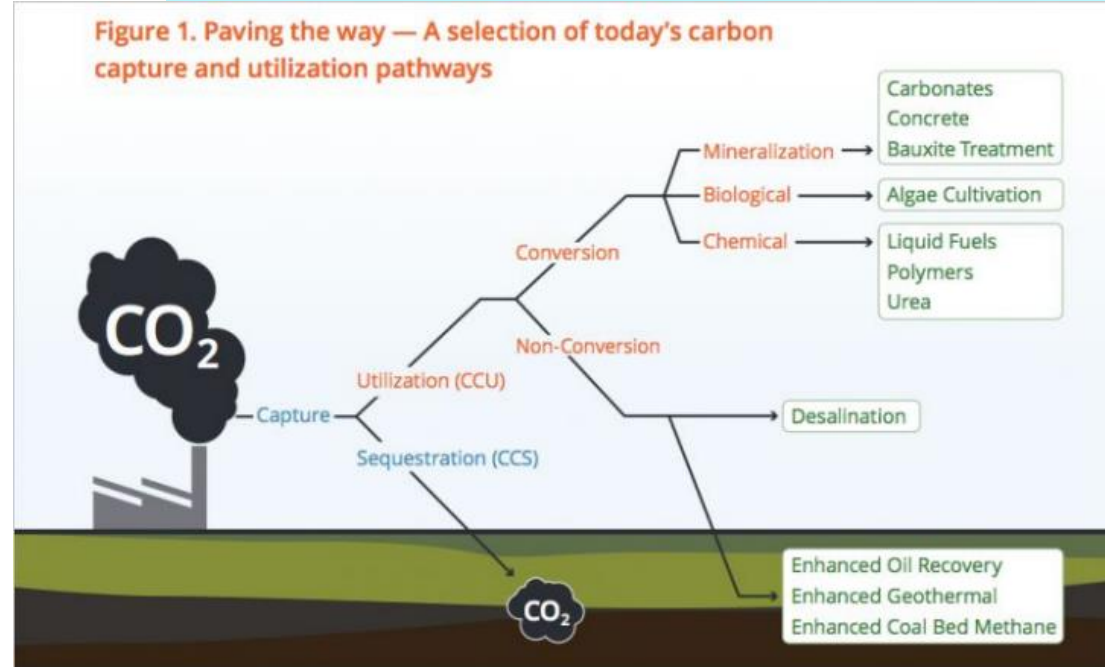 Figure 1. Paving the way — A selection of today's carbon
capture and utilization pathways
Carbonates
Concrete
Bauxite Treatment
Mineralization
Biological
Algae Cultivation
Chemical
Liquid Fuels
Polymers
Urea
Conversion
CO₂
Non-Conversion
Utilization (CCU)
Capture
Desalination
Sequestration (CCS)
CO₂
Enhanced Oil Recovery
Enhanced Geothermal
Enhanced Coal Bed Methane